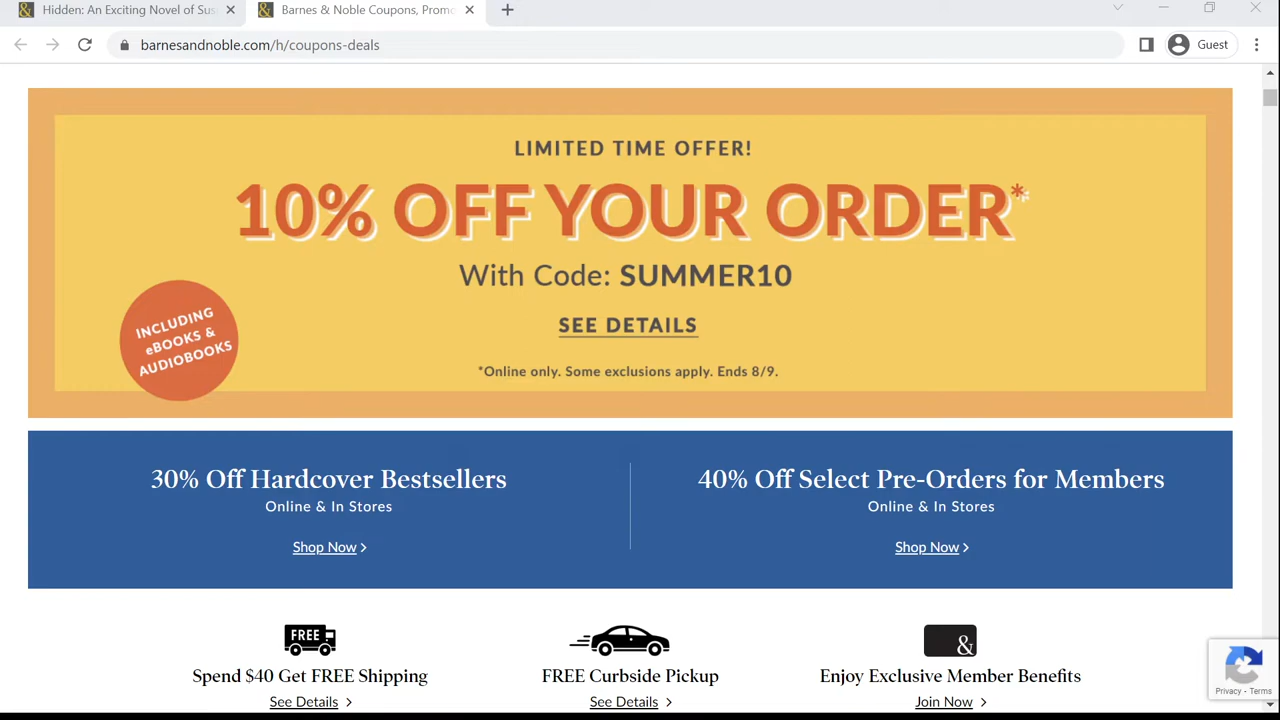 Hidden: An Exciting Novel of Sus
Barnes & Noble Coupons, Promo
barnesandnoble.com/h/coupons-deals
Guest
LIMITED TIME OFFER!
10% OFF YOUR ORDER*
With Code: SUMMER10
SEE DETAILS
INCLUDING
eBOOKS &
AUDIOBOOKS
*Online only. Some exclusions apply. Ends 8/9.
30% Off Hardcover Bestsellers
Online & In Stores
Shop Now >
40% Off Select Pre-Orders for Members
Online & In Stores
Shop Now >
FREE
Spend $40 Get FREE Shipping
See Details >
FREE Curbside Pickup
See Details >
&
Enjoy Exclusive Member Benefits
Join Now >
Privacy - Terms